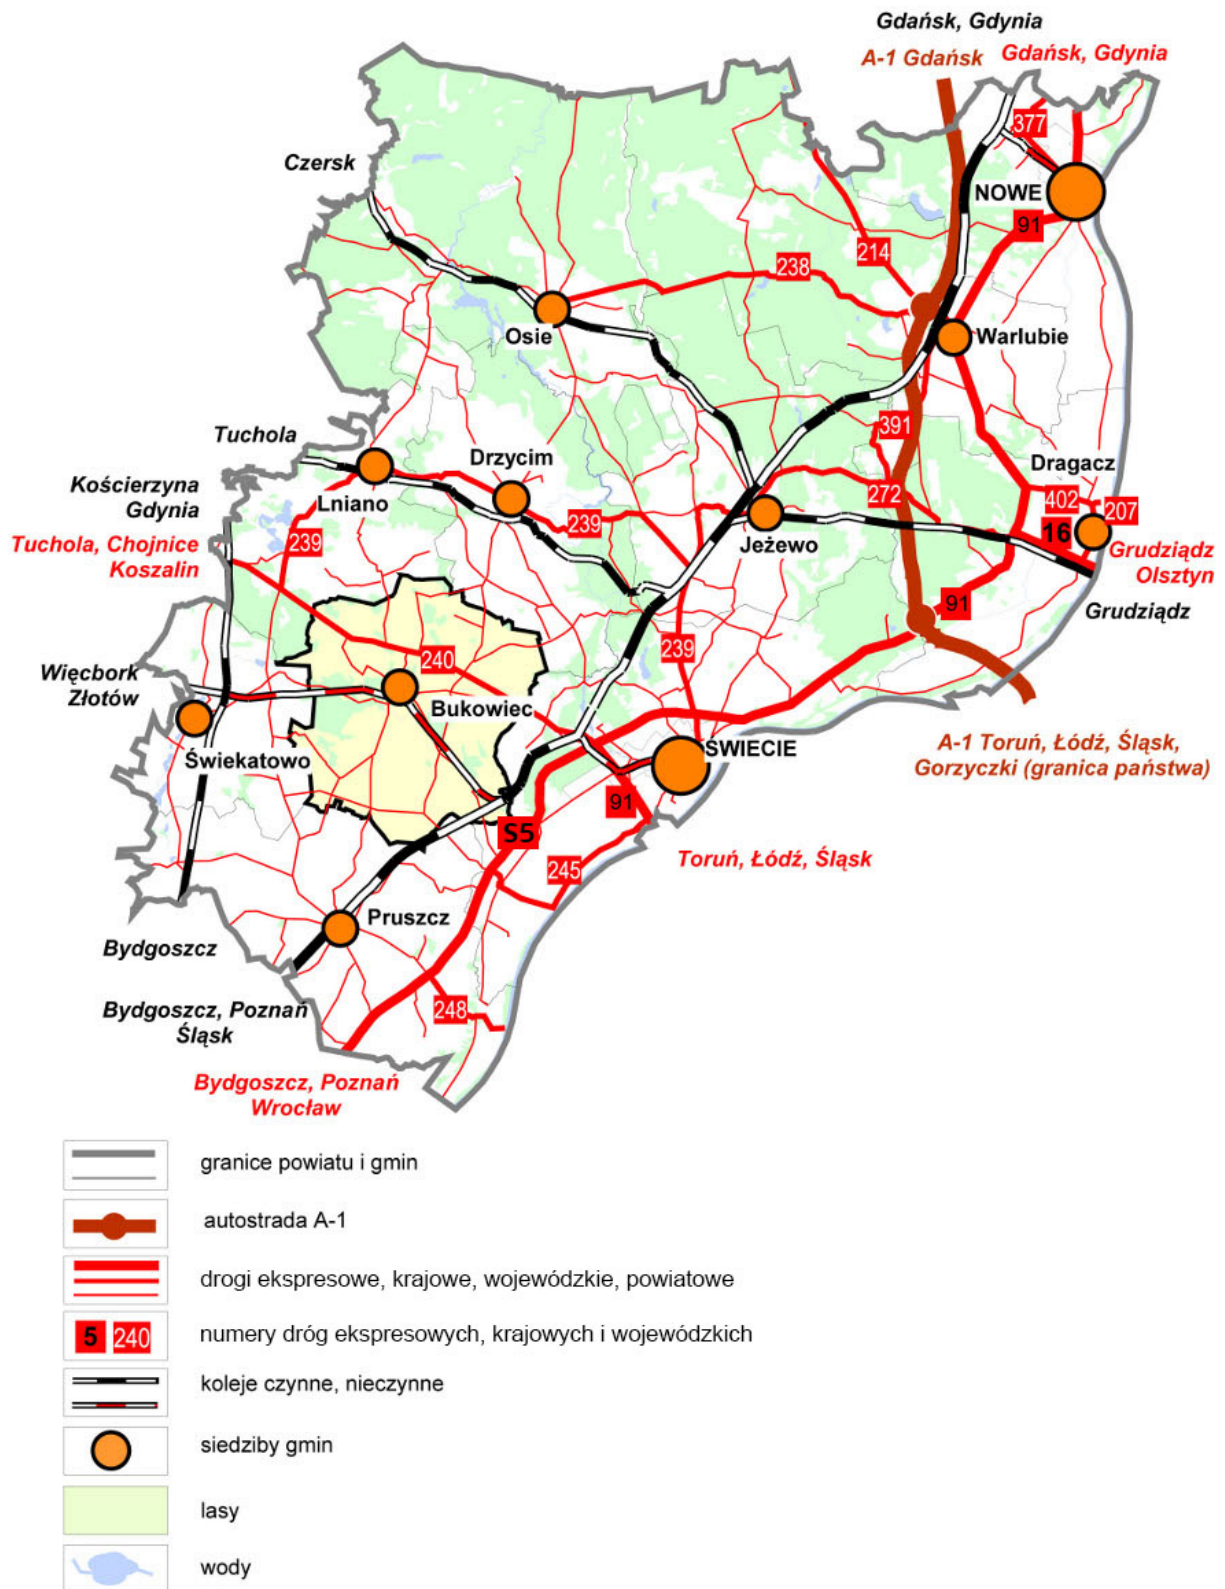 Gdańsk, Gdynia
Gdańsk, Gdynia
A-1 Gdańsk
377
Czersk
NOWE
91
214
238
Osie
Warlubie
391
Tuchola
Drzycim
Dragacz
Kościerzyna
Gdynia
Lniano
272
402
207
239
239
16
Jeżewo
Tuchola, Chojnice
Koszalin
Grudziądz
Olsztyn
91
Grudziądz
239
240
Więcbork
Złotów
Bukowiec
ŚWIECIE
Świekatowo
A-1 Toruń, Łódź, Śląsk,
Gorzyczki (granica państwa)
91
S5
Toruń, Łódź, Śląsk
245
Pruszcz
Bydgoszcz
248
Bydgoszcz, Poznań
Śląsk
Bydgoszcz, Poznań
Wrocław
granice powiatu i gmin
autostrada A-1
drogi ekspresowe, krajowe, wojewódzkie, powiatowe
5 240 numery dróg ekspresowych, krajowych i wojewódzkich
koleje czynne, nieczynne
siedziby gmin
lasy
wody